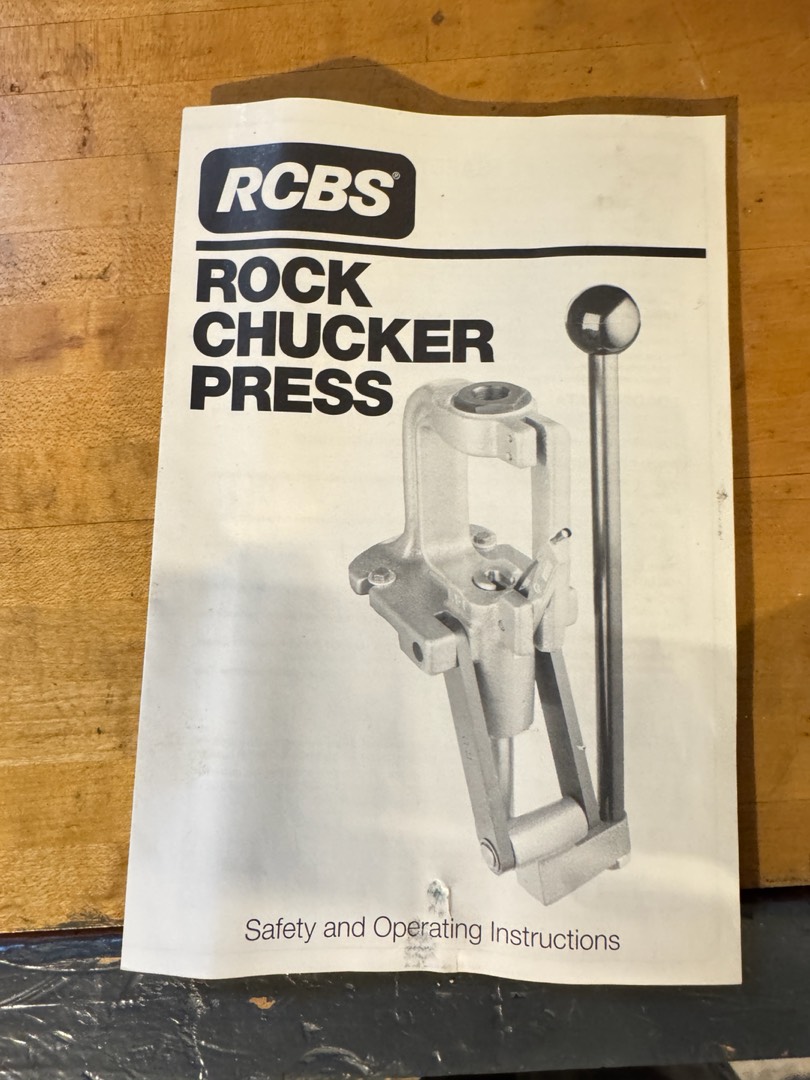 RCBS®
ROCK
CHUCKER
PRESS
Safety and Operating Instructions